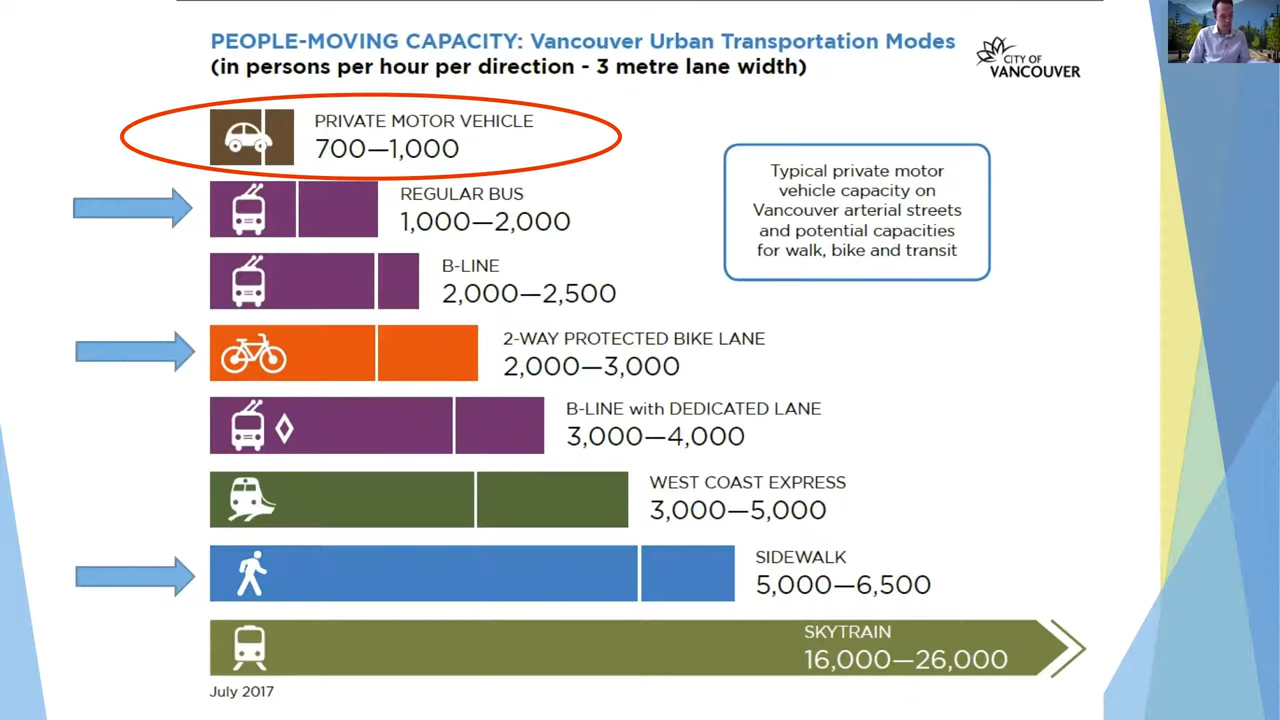 PEOPLE-MOVING CAPACITY: Vancouver Urban Transportation Modes
(in persons per hour per direction - 3 metre lane width)
CITY OF
VANCOUVER
PRIVATE MOTOR VEHICLE
700—1,000
REGULAR BUS
1,000—2,000
Typical private motor
vehicle capacity on
Vancouver arterial streets
and potential capacities
for walk, bike and transit
B-LINE
2,000—2,500
2-WAY PROTECTED BIKE LANE
2,000—3,000
B-LINE with DEDICATED LANE
3,000—4,000
WEST COAST EXPRESS
3,000—5,000
SIDEWALK
5,000—6,500
SKYTRAIN
16,000—26,000
July 2017